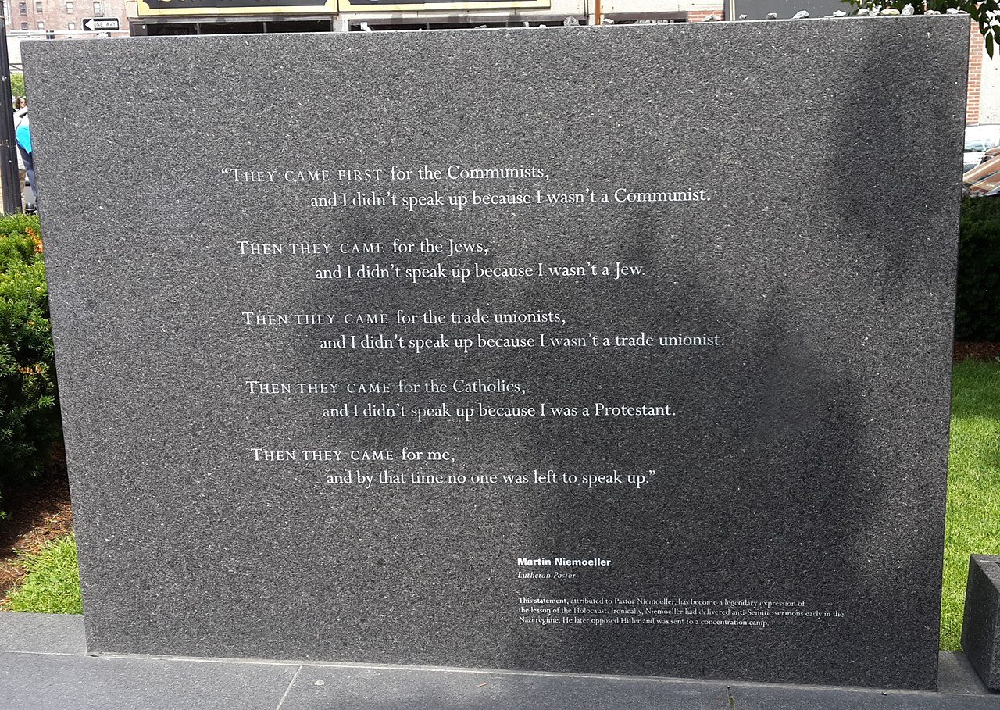 ONE WAY
“THEY CAME FIRST for the Communists,
and I didn’t speak up because I wasn’t a Communist.
THEN THEY CAME for the Jews,
and I didn’t speak up because I wasn’t a Jew.
THEN THEY CAME for the trade unionists,
and I didn’t speak up because I wasn’t a trade unionist.
THEN THEY CAME for the Catholics,
and I didn’t speak up because I was a Protestant.
THEN THEY CAME for me,
and by that time no one was left to speak up.”
Martin Niemoeller
Lutheran Pastor
This statement, attributed to Pastor Niemoeller, has become a legendary expression of
the lesson of the Holocaust. Ironically, Niemoeller had delivered anti-Semitic sermons early in the
Nazi regime. He later opposed Hitler and was sent to a concentration camp.